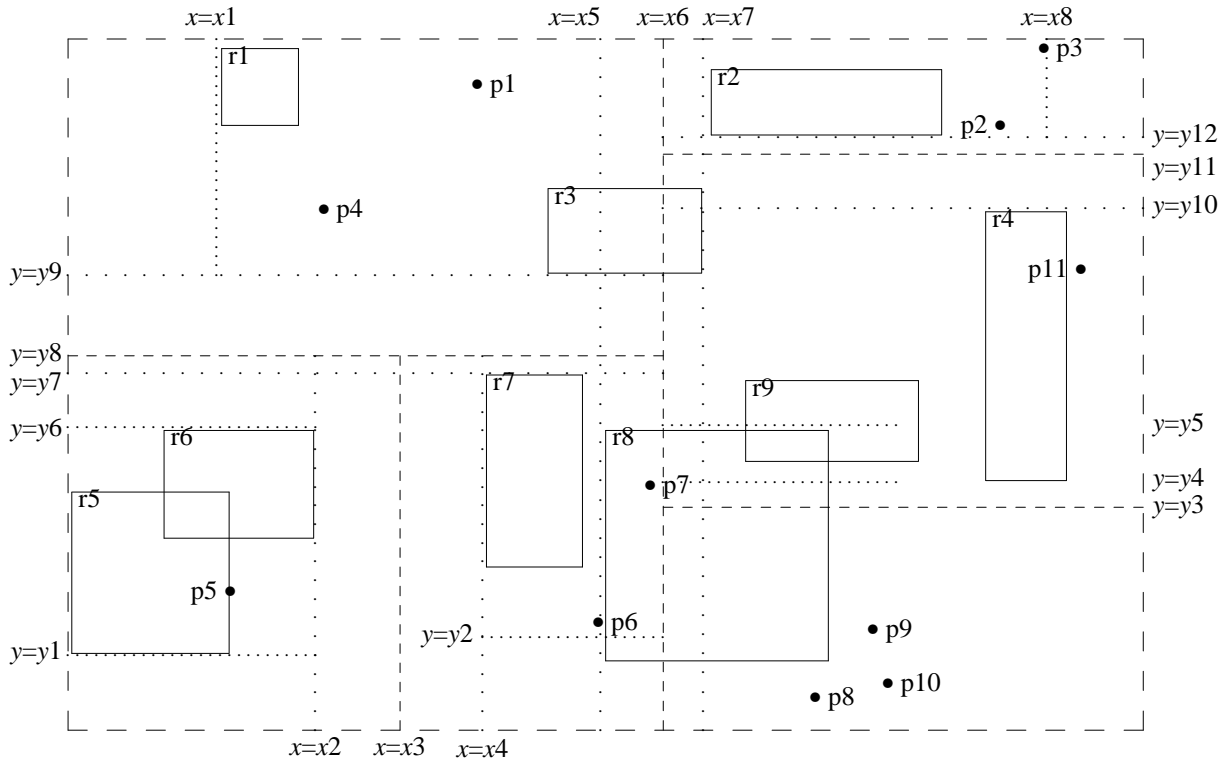 x=x1
x=x5
x=x6
x=x7
x=x8
r1
p1
r2
p3
p2
y=y12
y=y11
r3
p4
y=y10
r4
y=y9
p11
y=y8
y=y7
r7
r9
y=y6
r6
r8
y=y5
r5
p7
y=y4
y=y3
p5
p6
p9
y=y2
y=y1
p10
p8
x=x2
x=x3
x=x4